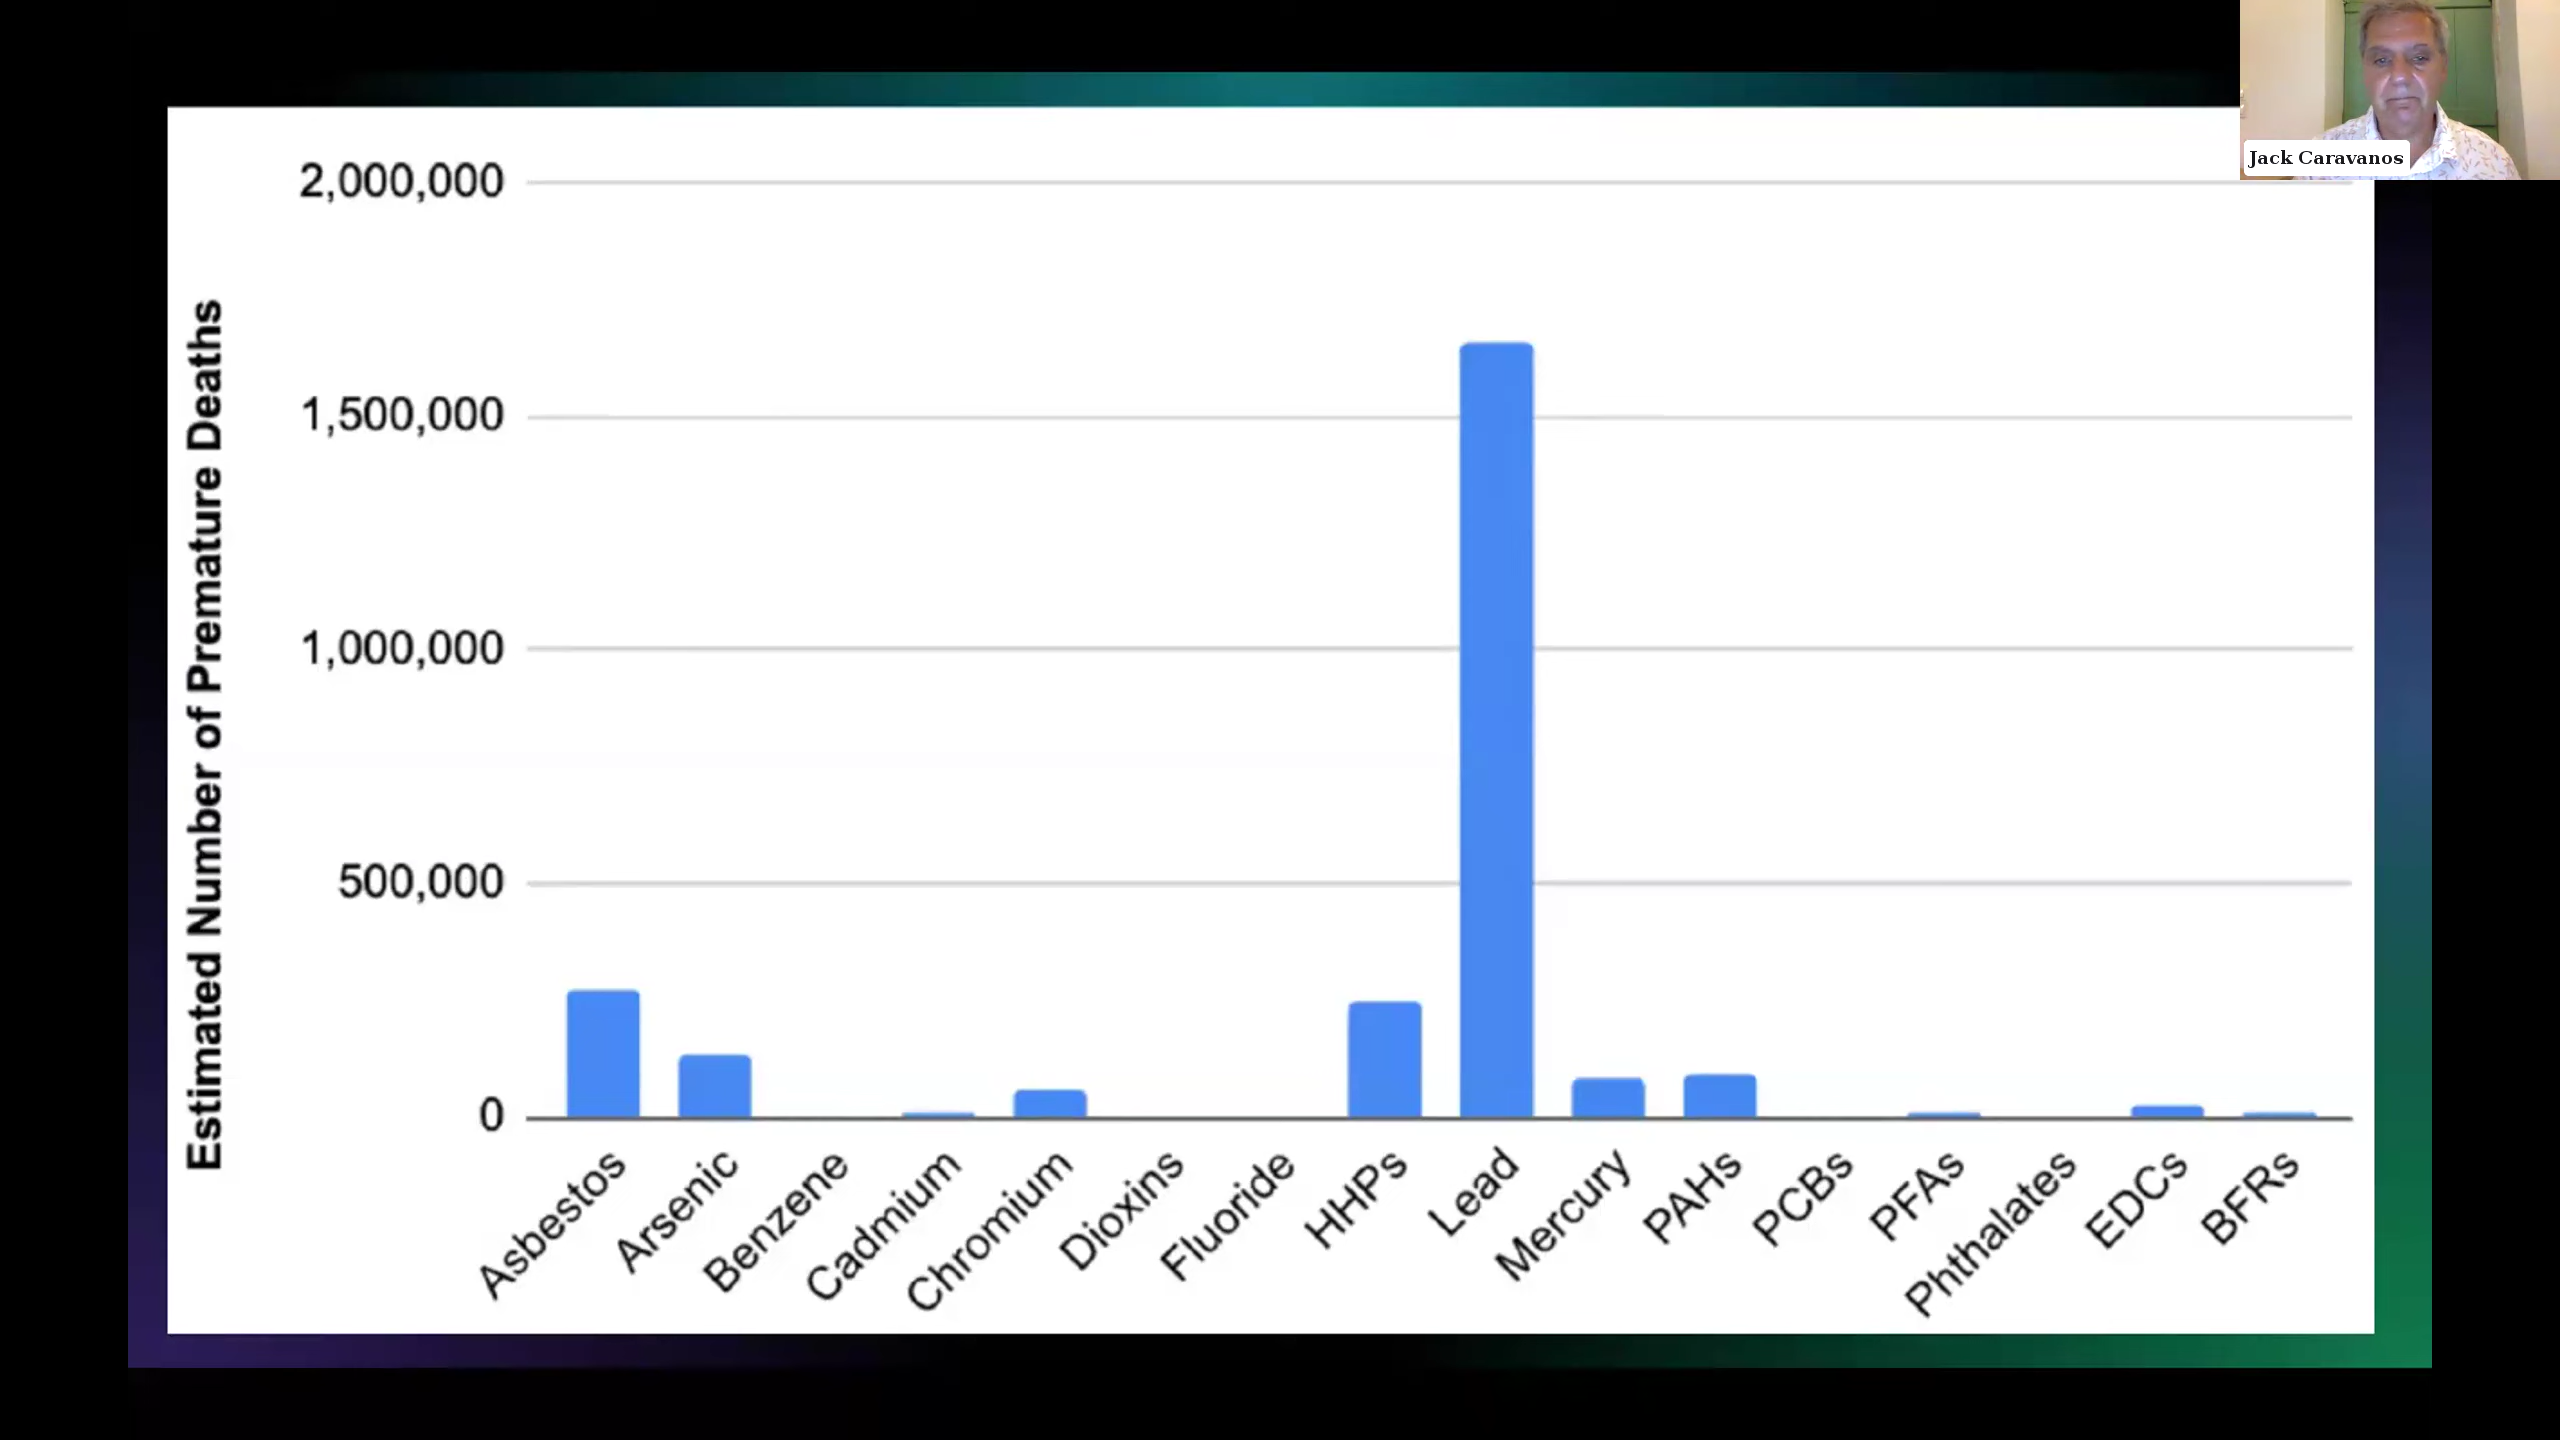 Jack Caravanos
Estimated Number of Premature Deaths
2,000,000
1,500,000
1,000,000
500,000
0
Asbestos
Arsenic
Benzene
Cadmium
Chromium
Dioxins
Fluoride
HHPs
Lead
Mercury
PAHs
PCBs
PFAs
Phthalates
EDCs
BFRs